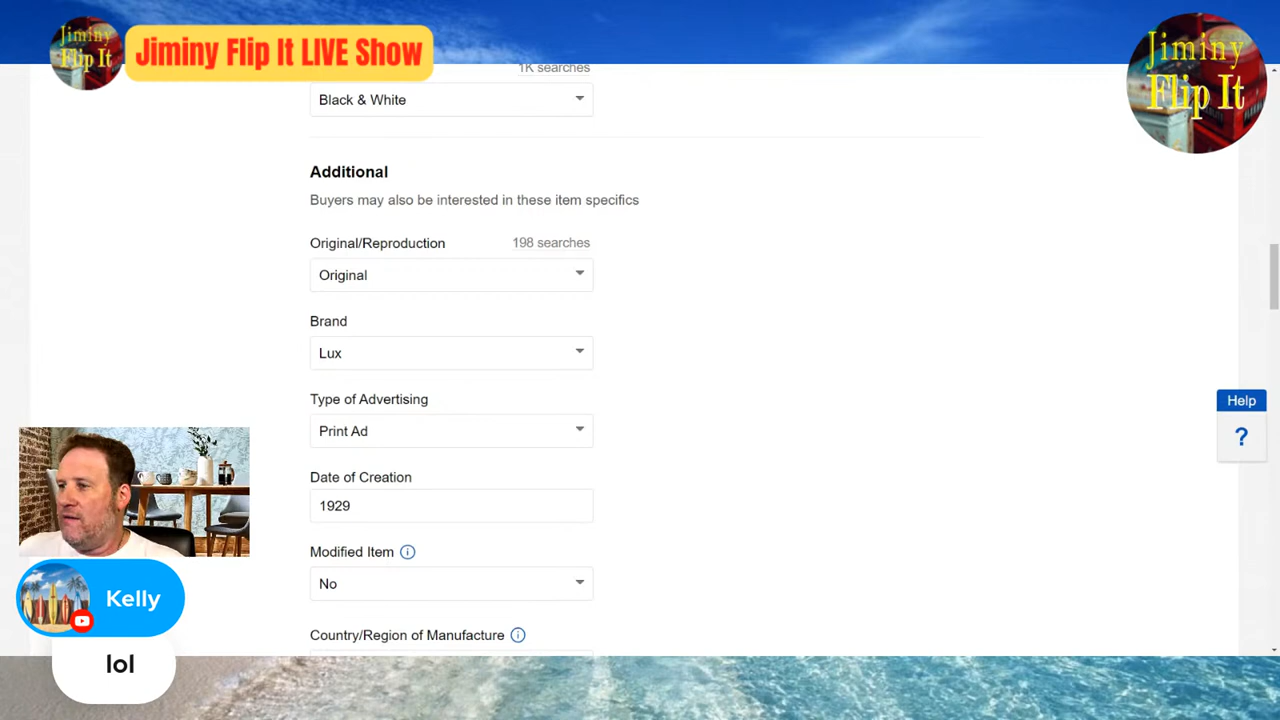 Jiminy
Flip It
Jiminy Flip It LIVE Show
Jiminy
Flip It
1K searches
Black & White
Additional
Buyers may also be interested in these item specifics
Original/Reproduction
198 searches
Original
Brand
Lux
Type of Advertising
Print Ad
Date of Creation
1929
Modified Item
No
Country/Region of Manufacture
Help
?
Kelly
lol